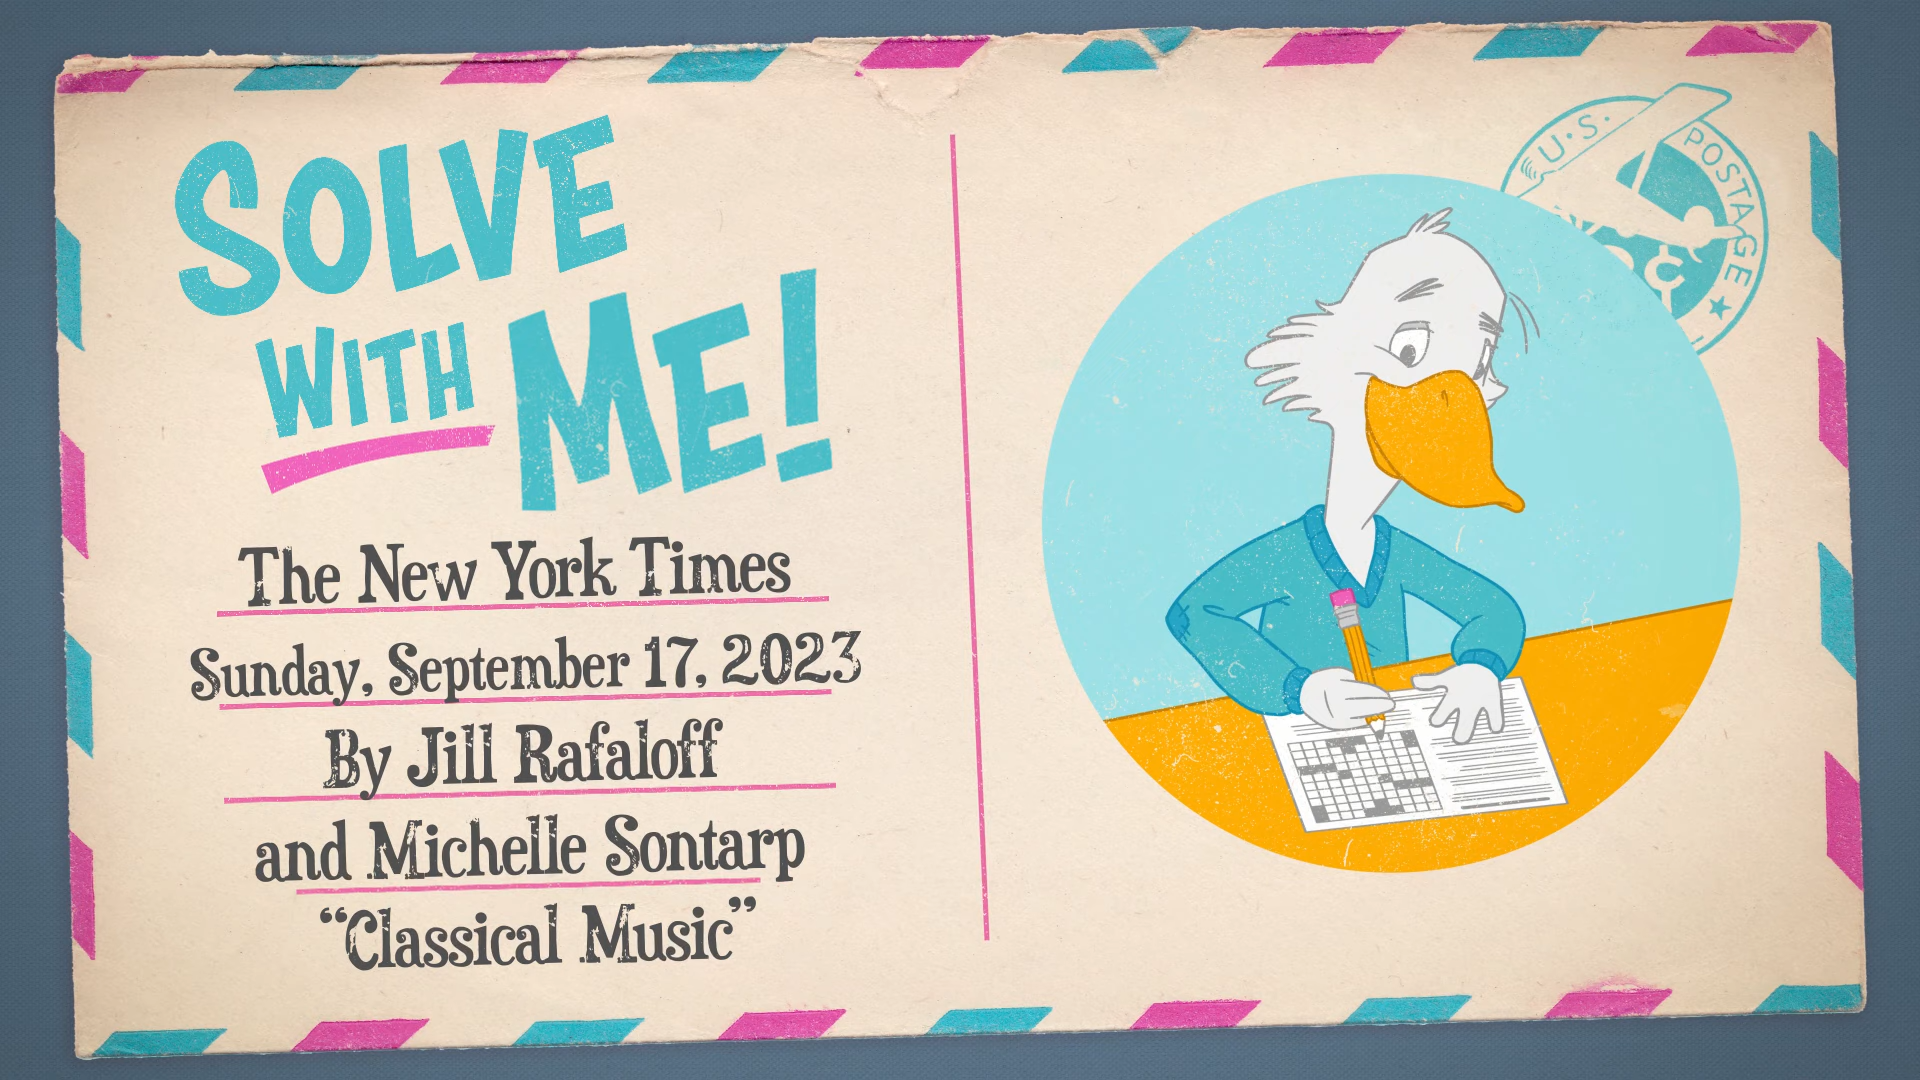 SOLVE
WITH ME!
The New York Times
Sunday, September 17, 2023
By Jill Rafaloff
and Michelle Sontarp
“Classical Music”
U.S. POSTAGE